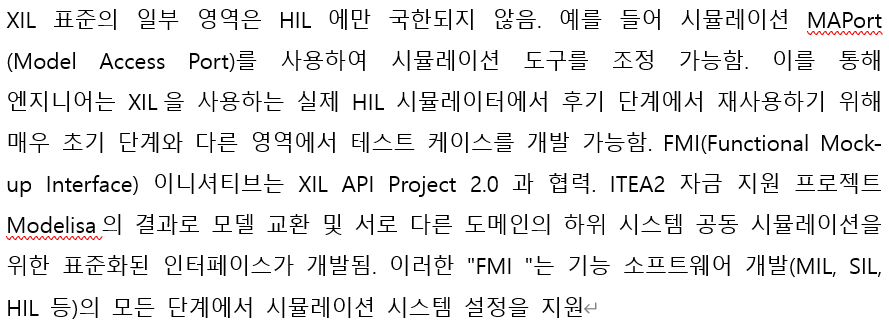 XIL 표준의 일부 영역은 HIL 에만 국한되지 않음. 예를 들어 시뮬레이션 MAPort
(Model Access Port)를 사용하여 시뮬레이션 도구를 조정 가능함. 이를 통해
엔지니어는 XIL을 사용하는 실제 HIL 시뮬레이터에서 후기 단계에서 재사용하기 위해
매우 초기 단계와 다른 영역에서 테스트 케이스를 개발 가능함. FMI(Functional Mock-
up Interface) 이니셔티브는 XIL API Project 2.0 과 협력. ITEA2 자금 지원 프로젝트
Modelisa의 결과로 모델 교환 및 서로 다른 도메인의 하위 시스템 공동 시뮬레이션을
위한 표준화된 인터페이스가 개발됨. 이러한 "FMI "는 기능 소프트웨어 개발(MIL, SIL,
HIL 등)의 모든 단계에서 시뮬레이션 시스템 설정을 지원↵